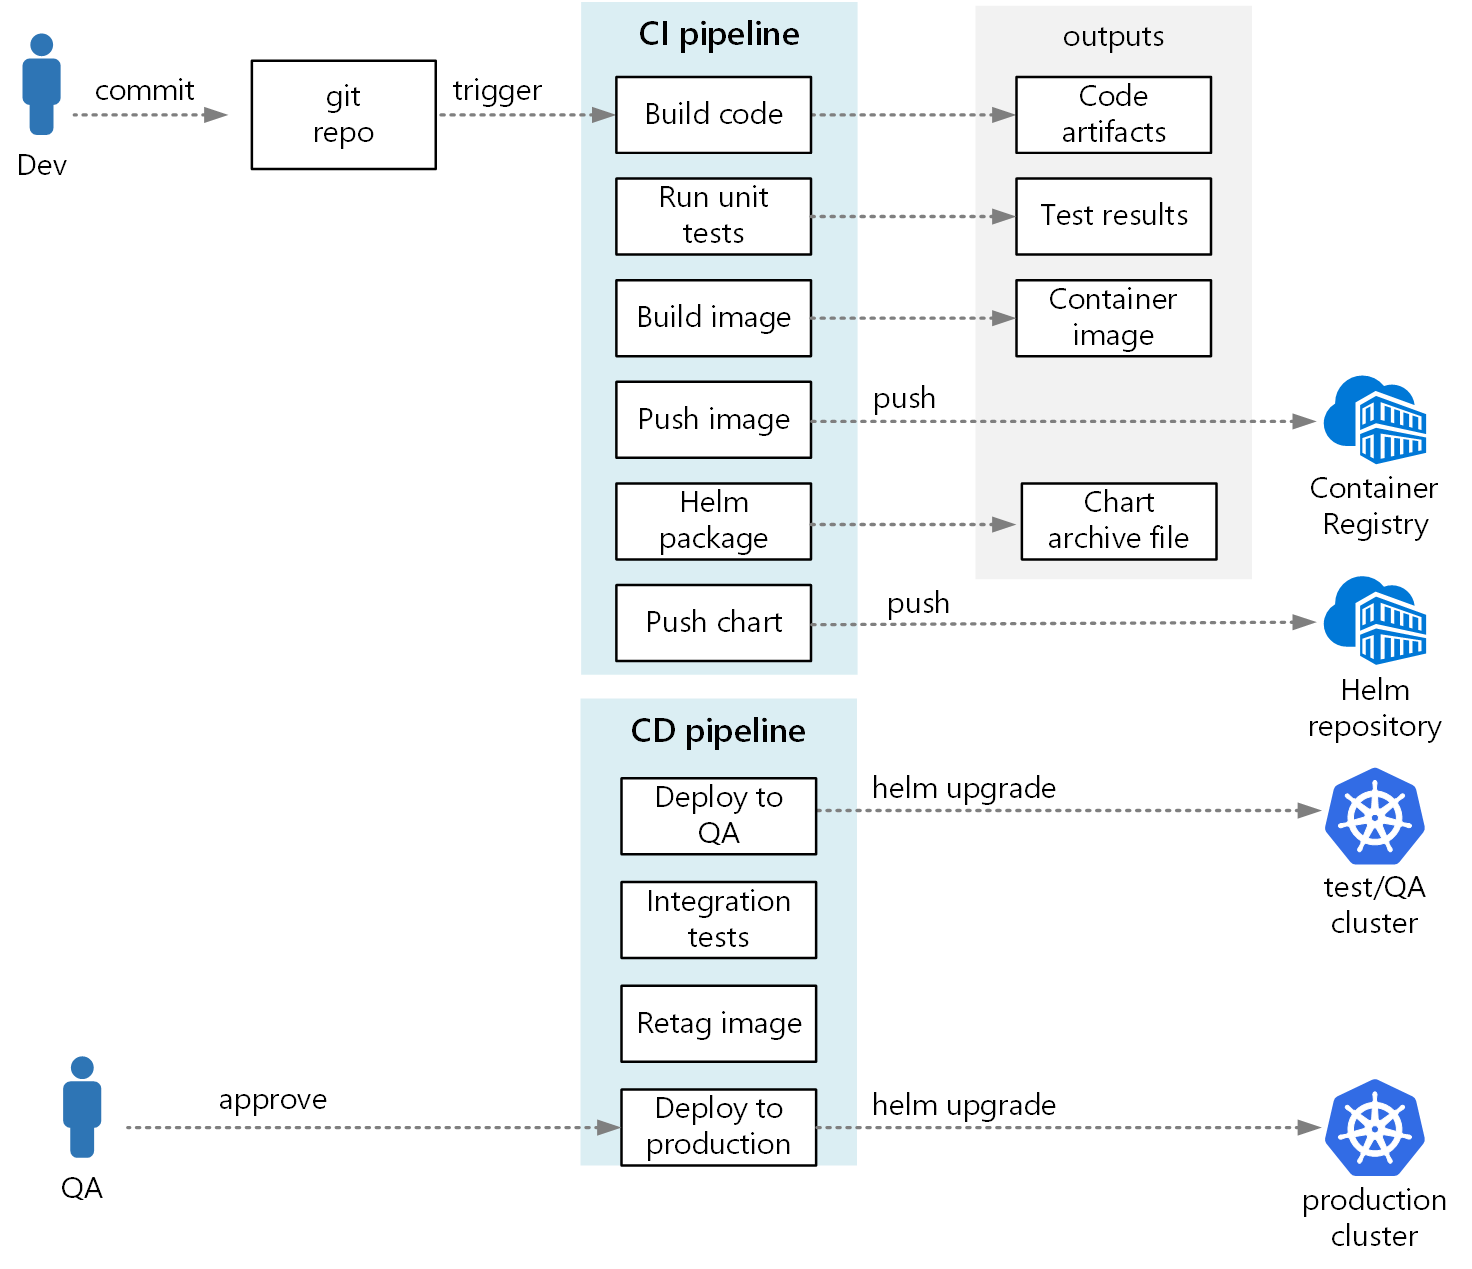 CI pipeline
outputs
commit
git
repo
trigger
Build code
Code
artifacts
Dev
Run unit
tests
Test results
Build image
Container
image
Push image
push
Container
Registry
Helm
package
Chart
archive file
Push chart
push
Helm
repository
CD pipeline
Deploy to
QA
helm upgrade
test/QA
cluster
Integration
tests
Retag image
approve
Deploy to
production
helm upgrade
QA
production
cluster